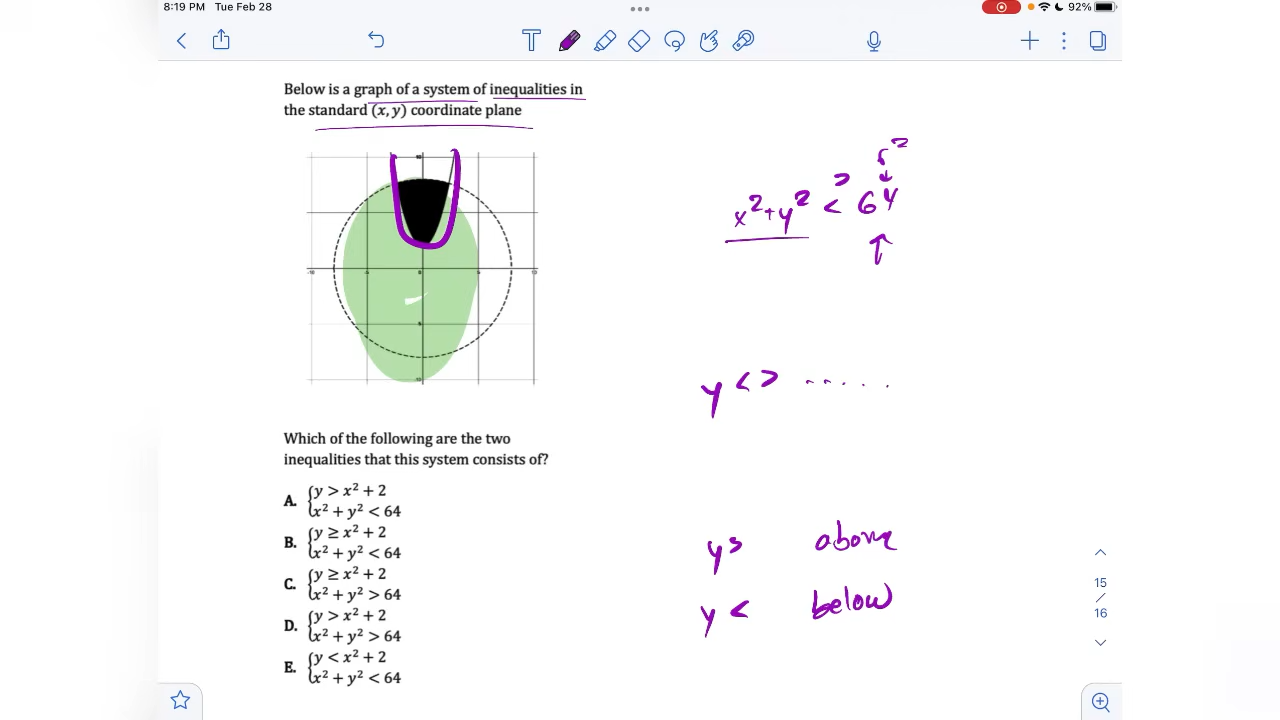 8:19 PM Tue Feb 28
92%
Below is a graph of a system of inequalities in
the standard (x, y) coordinate plane
x² + y² < > 64
r²
y < > ......
y > above
y < below
Which of the following are the two
inequalities that this system consists of?
A. {y > x² + 2
x² + y² < 64
B. {y ≥ x² + 2
x² + y² < 64
C. {y ≥ x² + 2
x² + y² > 64
D. {y > x² + 2
x² + y² > 64
E. {y < x² + 2
x² + y² < 64
15
/
16